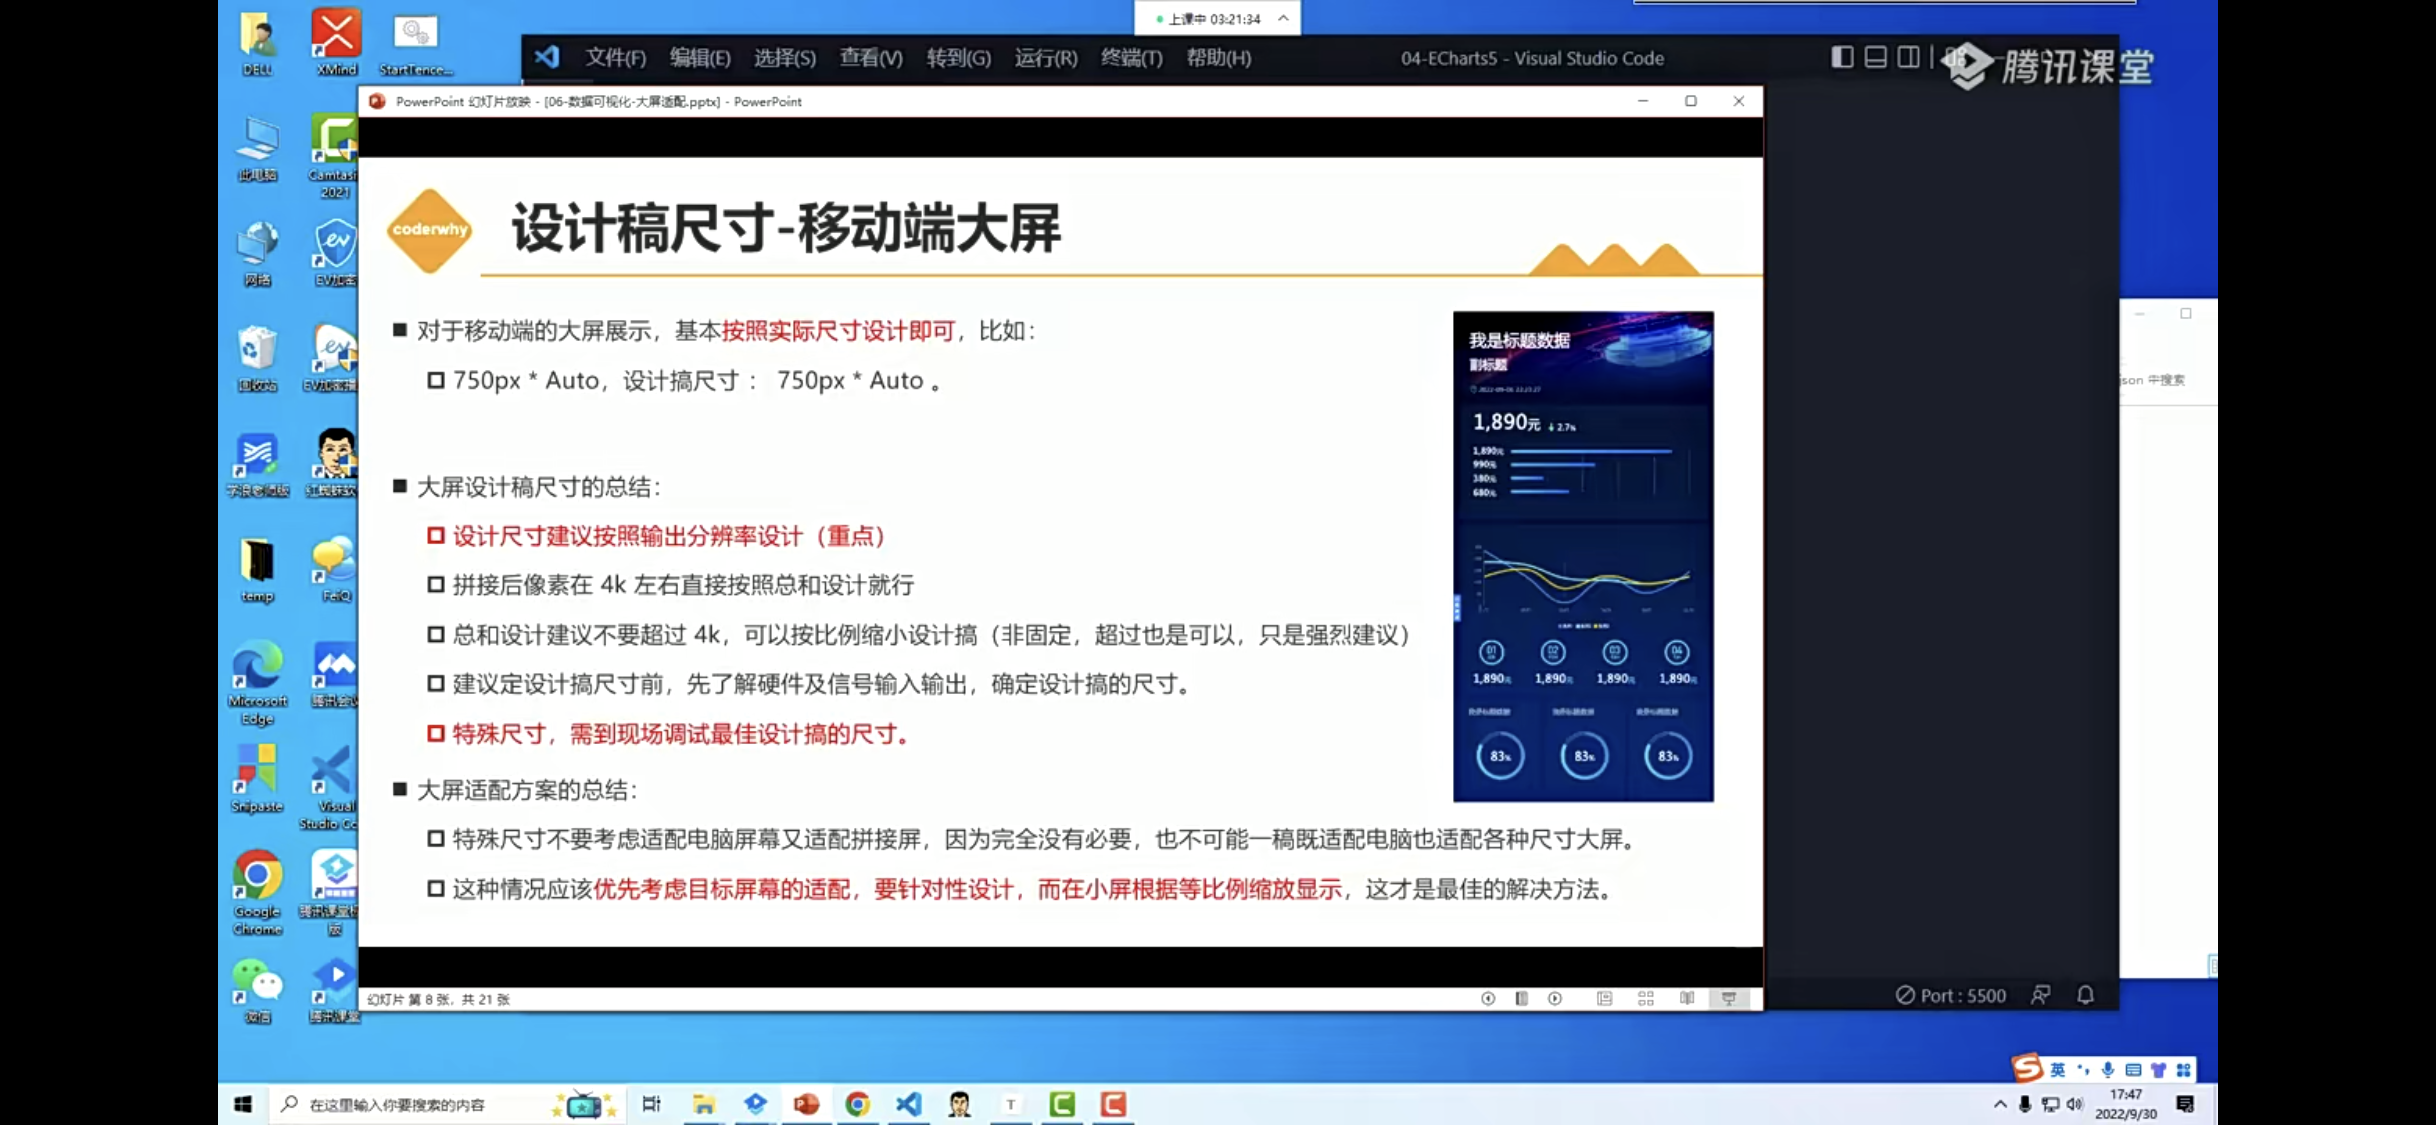 上课中 03:21:34
DELL
XMind
StartTence...
文件(F) 编辑(E) 选择(S) 查看(V) 转到(G) 运行(R) 终端(T) 帮助(H)
04-ECharts5 - Visual Studio Code
腾讯课堂
PowerPoint 幻灯片放映 - [06-数据可视化-大屏适配.pptx] - PowerPoint
此电脑
Camtasi
2021
网络
回收站
temp
FeiQ
Microsoft
Edge
Snipaste
Visual
Studio Co
Google
Chrome
微信
coderwhy
设计稿尺寸-移动端大屏
对于移动端的大屏展示，基本按照实际尺寸设计即可，比如：
750px * Auto，设计搞尺寸： 750px * Auto 。
大屏设计稿尺寸的总结：
设计尺寸建议按照输出分辨率设计（重点）
拼接后像素在 4k 左右直接按照总和设计就行
总和设计建议不要超过 4k，可以按比例缩小设计搞（非固定，超过也是可以，只是强烈建议）
建议定设计搞尺寸前，先了解硬件及信号输入输出，确定设计搞的尺寸。
特殊尺寸，需到现场调试最佳设计搞的尺寸。
大屏适配方案的总结：
特殊尺寸不要考虑适配电脑屏幕又适配拼接屏，因为完全没有必要，也不可能一稿既适配电脑也适配各种尺寸大屏。
这种情况应该优先考虑目标屏幕的适配，要针对性设计，而在小屏根据等比例缩放显示，这才是最佳的解决方法。
我是标题数据
副标题
1,890元 ↓ 2.7%
1,890元
990元
380元
680元
01 02 03 04
1,890元 1,890元 1,890元 1,890元
83% 83% 83%
json 中搜索
幻灯片 第 8 张，共 21 张
Port : 5500
英
在这里输入你要搜索的内容
17:47
2022/9/30